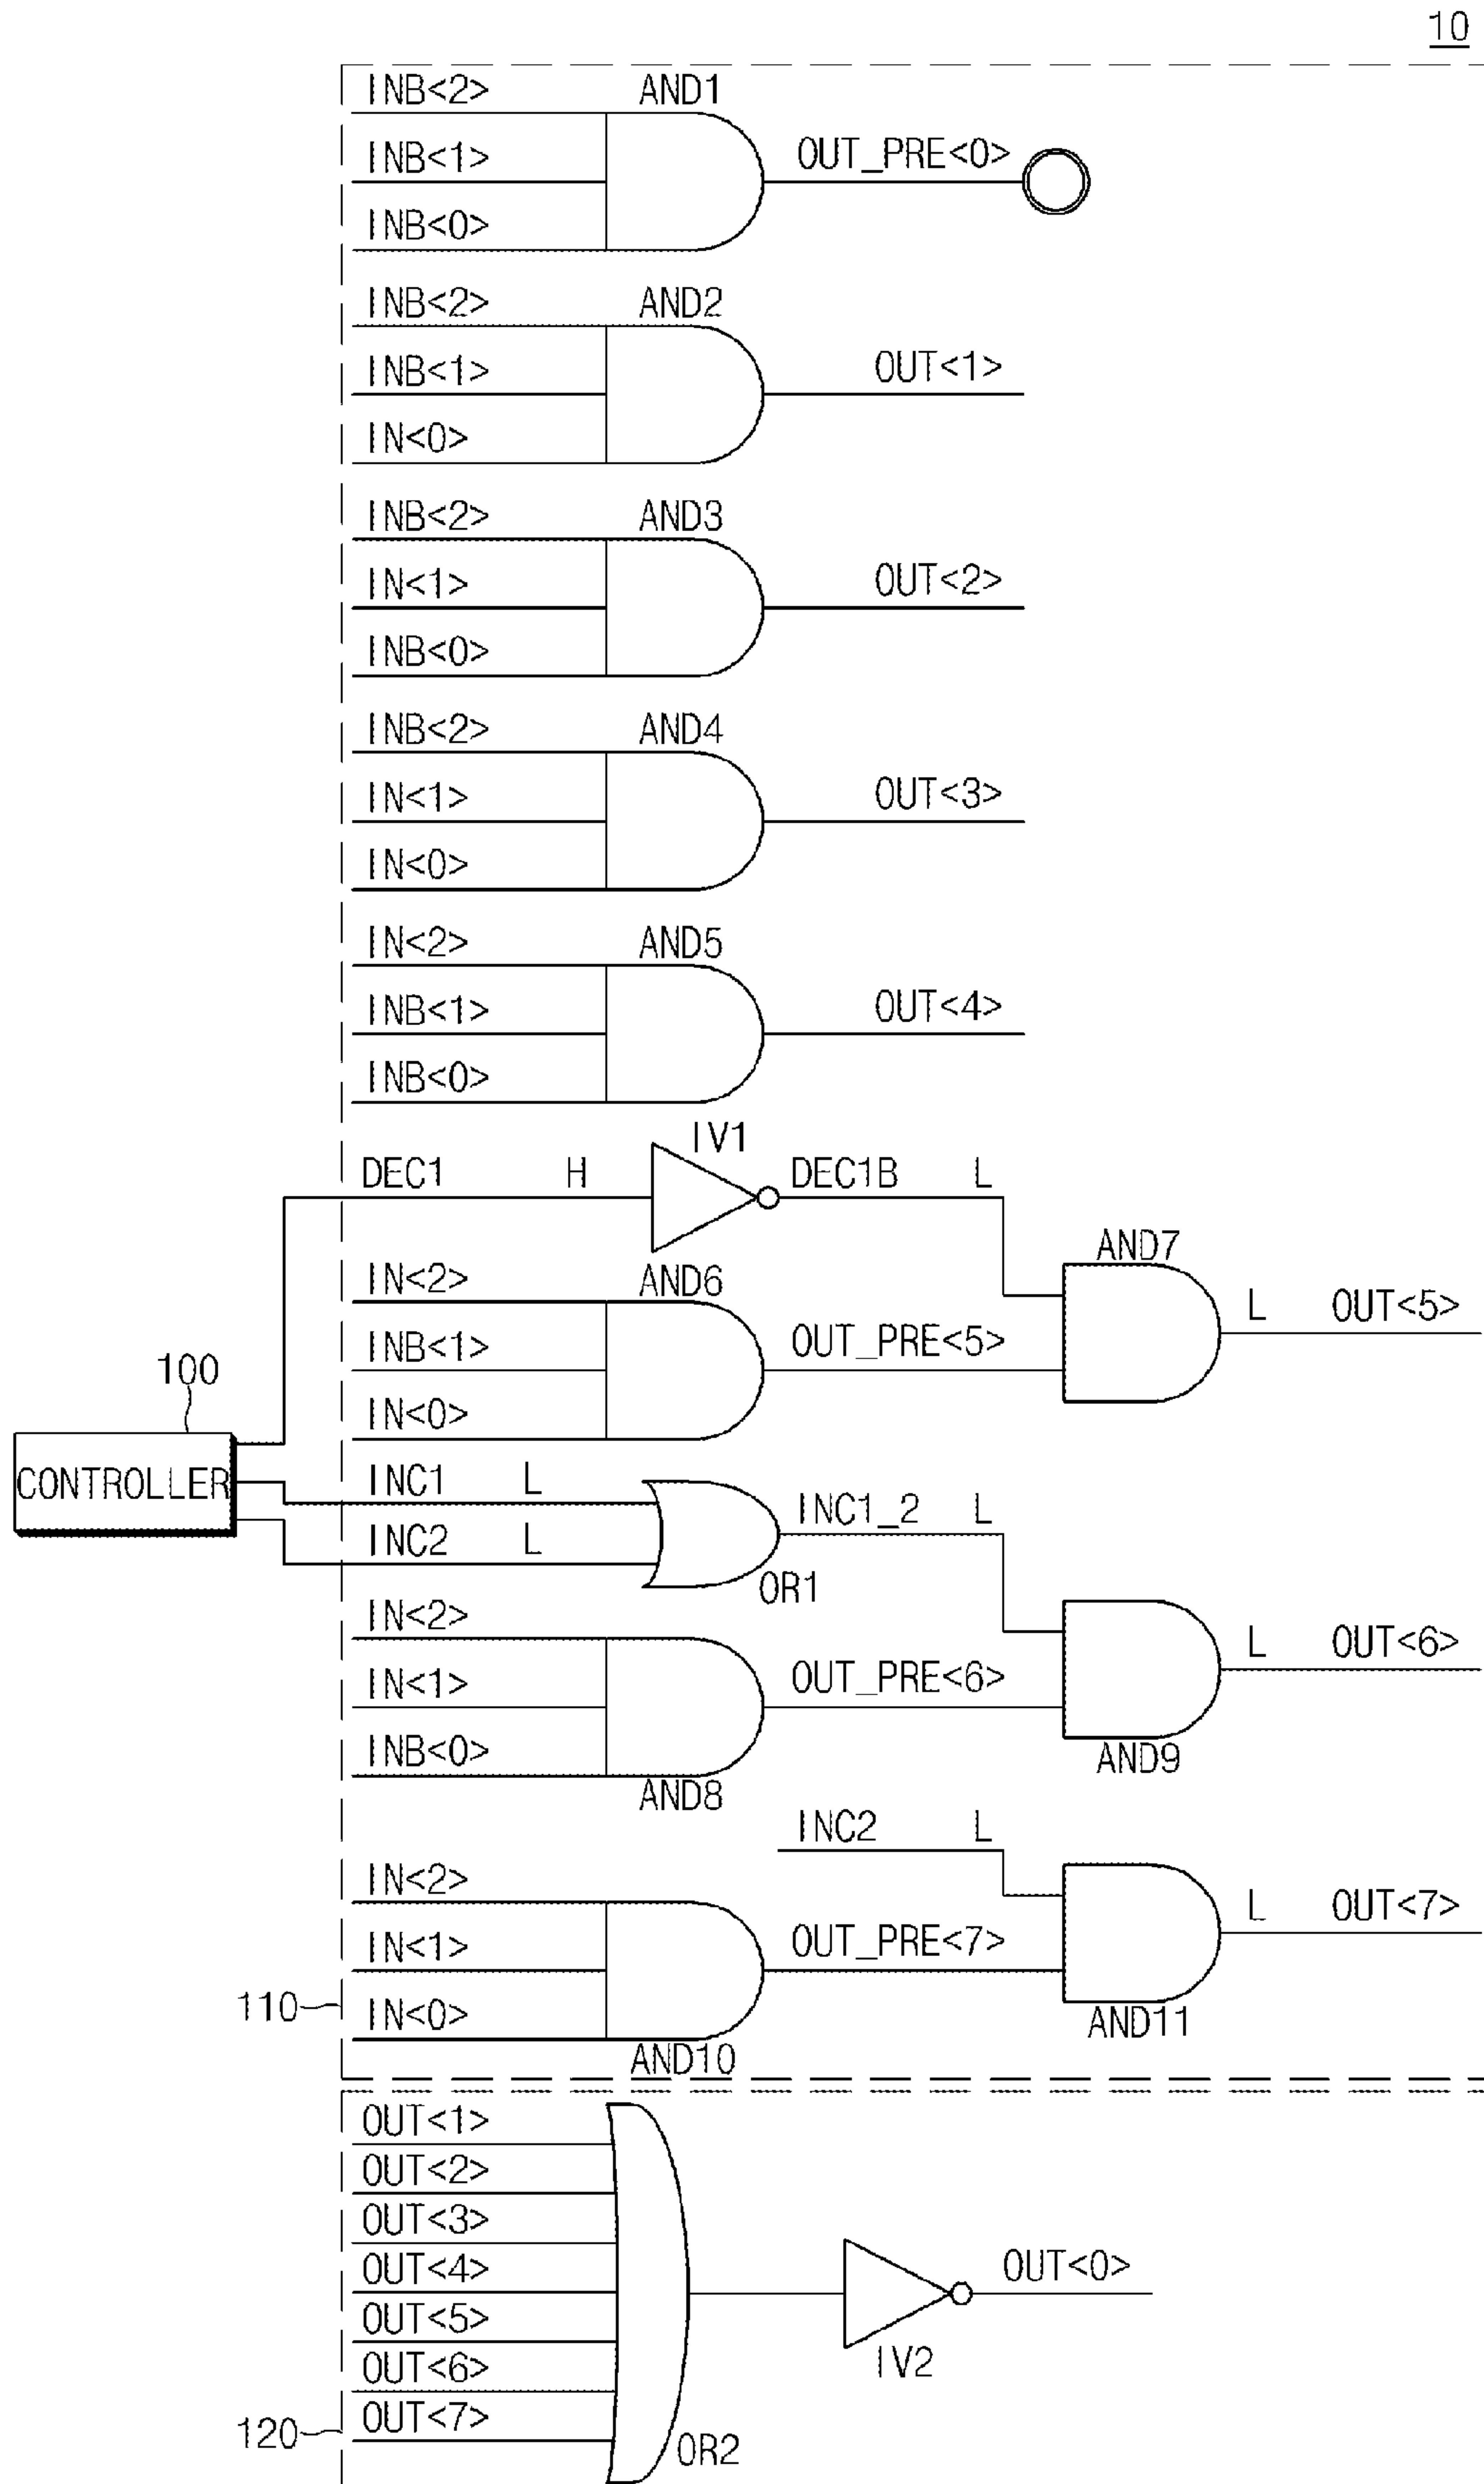 10
INB<2> AND1
INB<1> OUT_PRE<0>
INB<0>
INB<2> AND2
INB<1> OUT<1>
IN<0>
INB<2> AND3
IN<1> OUT<2>
INB<0>
INB<2> AND4
IN<1> OUT<3>
IN<0>
IN<2> AND5
INB<1> OUT<4>
INB<0>
IV1
DEC1 H DEC1B L
AND7
IN<2> AND6
L OUT<5>
INB<1> OUT_PRE<5>
100
IN<0>
CONTROLLER
INC1 L INC1_2 L
INC2 L
OR1
IN<2>
L OUT<6>
IN<1> OUT_PRE<6>
INB<0> AND9
AND8
INC2 L
IN<2>
L OUT<7>
IN<1> OUT_PRE<7>
110
IN<0> AND11
AND10
OUT<1>
OUT<2>
OUT<3>
OUT<4> OUT<0>
OUT<5>
OUT<6> IV2
OUT<7>
120
OR2